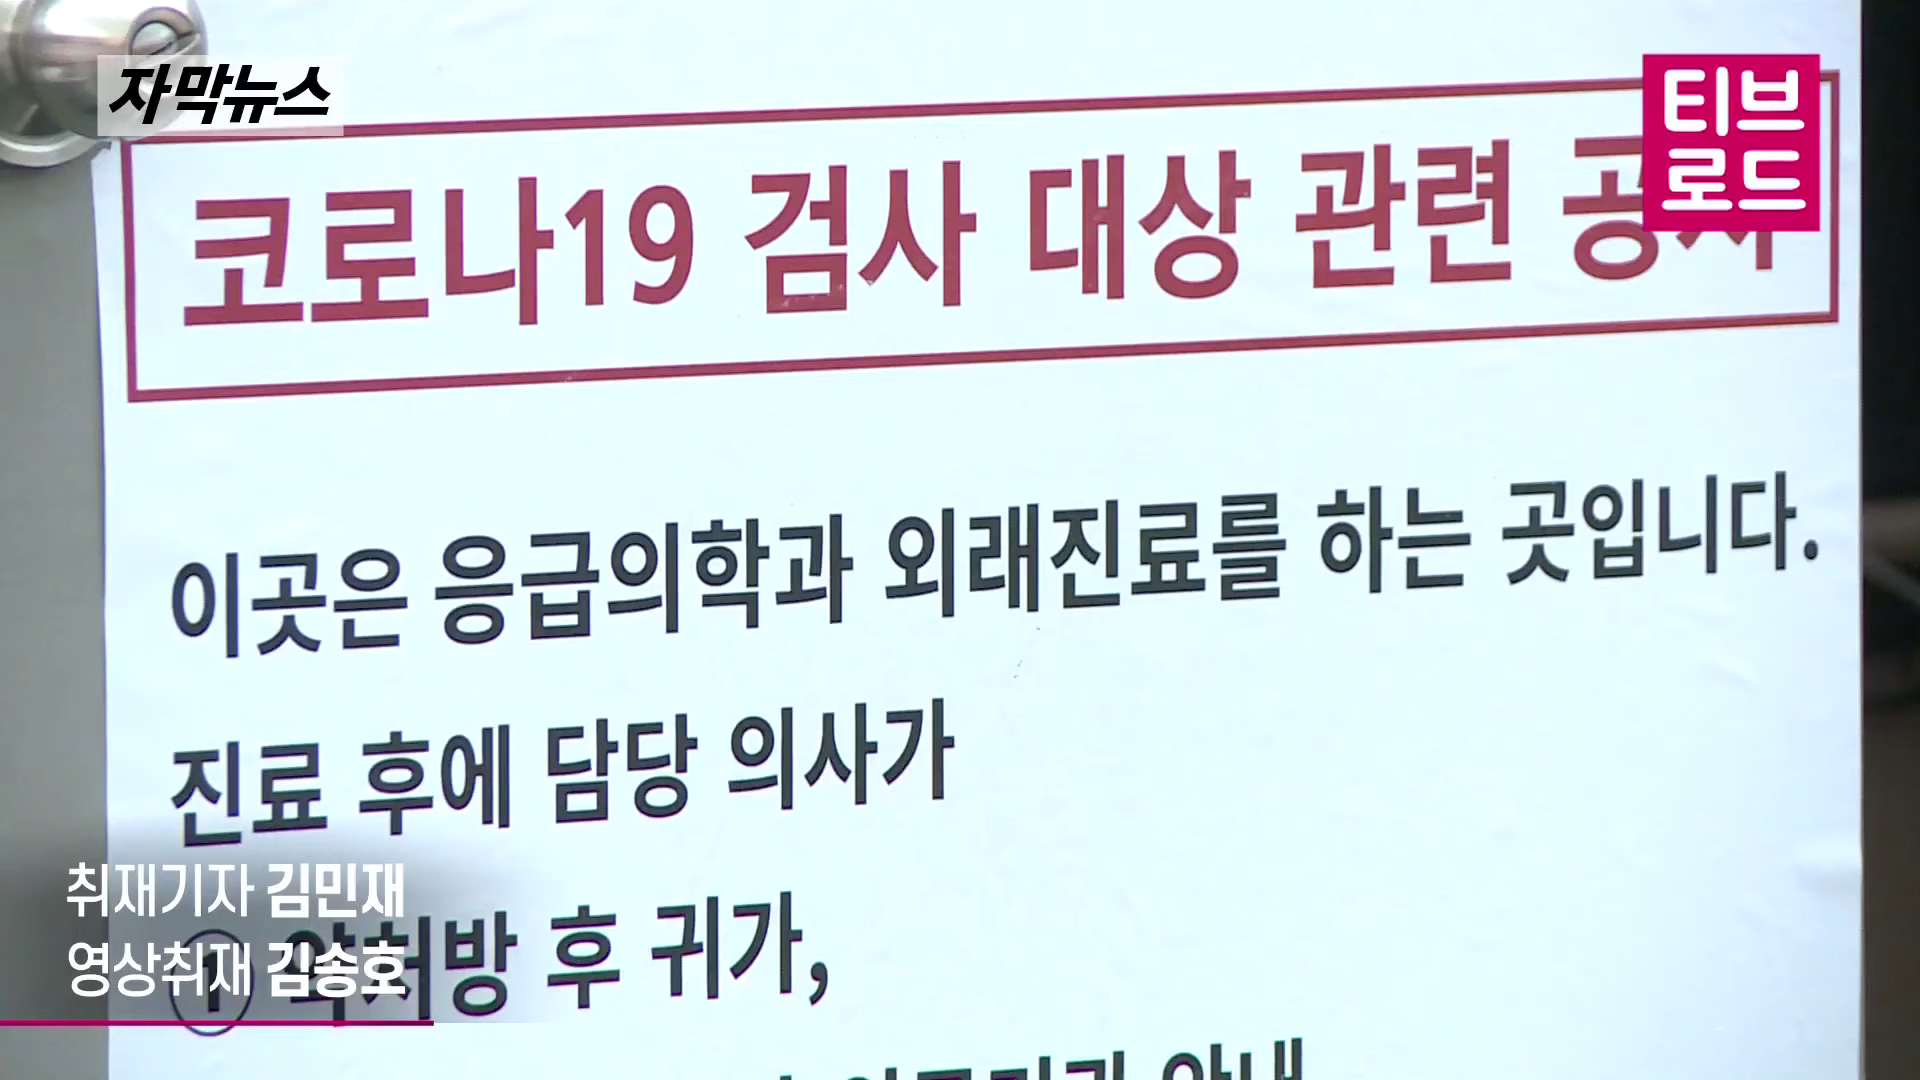 자막뉴스
티브
로드
코로나19 검사 대상 관련
이곳은 응급의학과 외래진료를 하는 곳입니다.
진료 후에 담당 의사가
취재기자 김민재
① 약처방 후 귀가,
영상취재 김송호